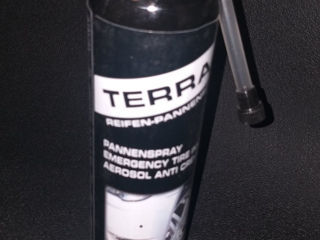 TERRA
REIFEN-PANNEN
PANNENSPRAY
EMERGENCY TIRE
AEROSOL ANTI